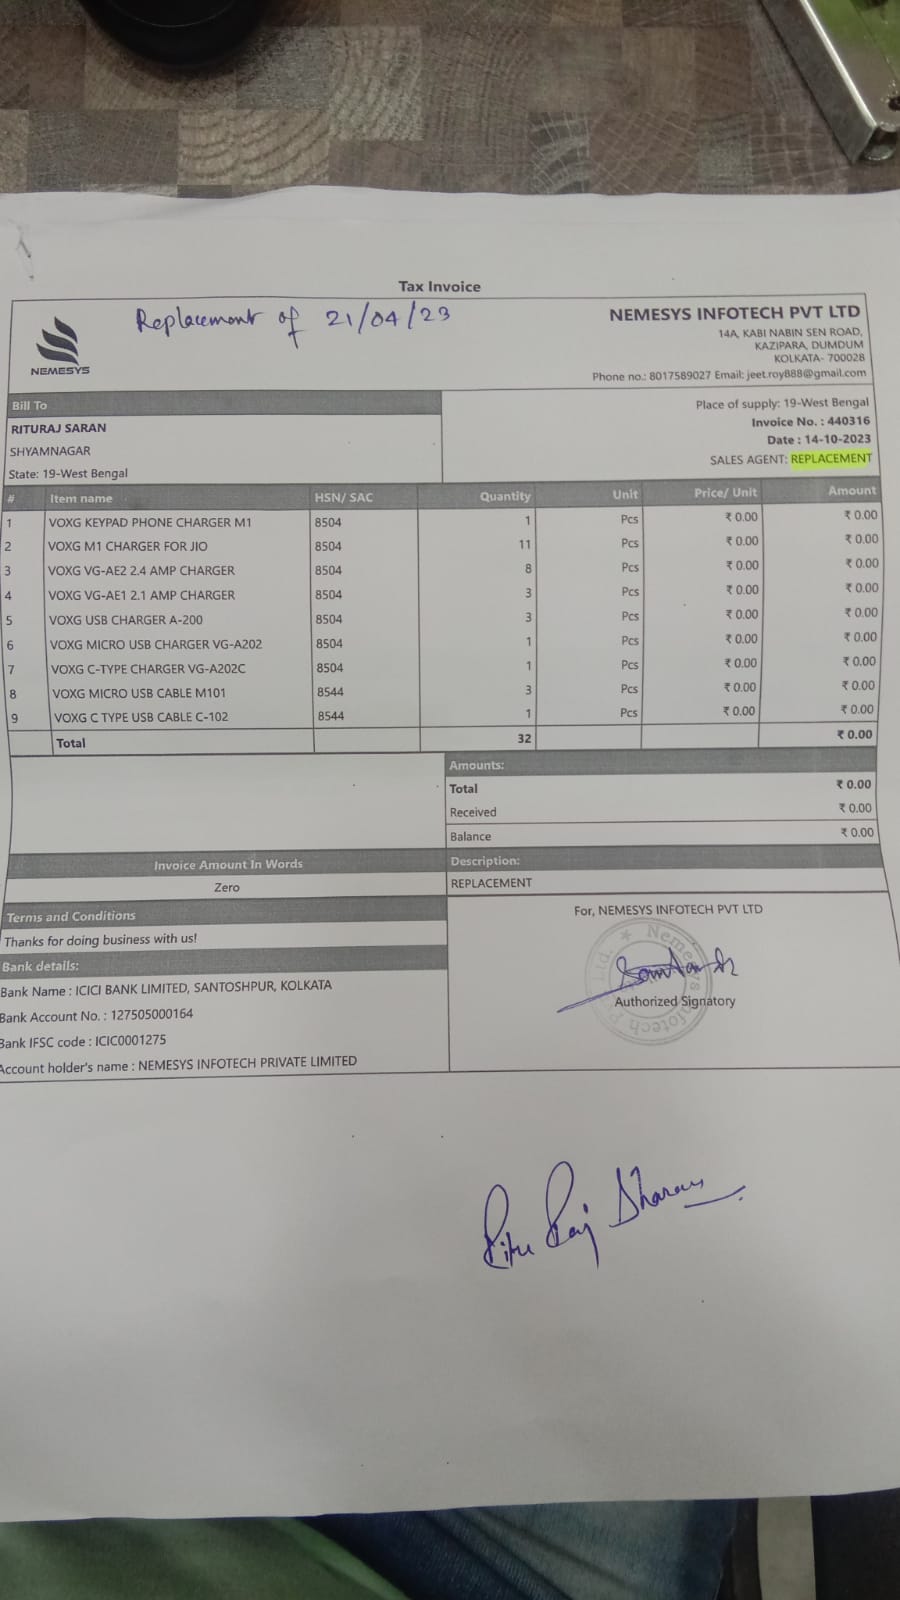 Tax Invoice
Replacement of 21/04/23
NEMESYS
NEMESYS INFOTECH PVT LTD
14A, KABI NABIN SEN ROAD,
KAZIPARA, DUMDUM
KOLKATA- 700028
Phone no.: 8017589027 Email: jeet.roy888@gmail.com
Bill To
RITURAJ SARAN
SHYAMNAGAR
State: 19-West Bengal
Place of supply: 19-West Bengal
Invoice No. : 440316
Date : 14-10-2023
SALES AGENT: REPLACEMENT
# Item name HSN/ SAC Quantity Unit Price/ Unit Amount
1 VOXG KEYPAD PHONE CHARGER M1 8504 1 Pcs ₹ 0.00 ₹ 0.00
2 VOXG M1 CHARGER FOR JIO 8504 11 Pcs ₹ 0.00 ₹ 0.00
3 VOXG VG-AE2 2.4 AMP CHARGER 8504 8 Pcs ₹ 0.00 ₹ 0.00
4 VOXG VG-AE1 2.1 AMP CHARGER 8504 3 Pcs ₹ 0.00 ₹ 0.00
5 VOXG USB CHARGER A-200 8504 3 Pcs ₹ 0.00 ₹ 0.00
6 VOXG MICRO USB CHARGER VG-A202 8504 1 Pcs ₹ 0.00 ₹ 0.00
7 VOXG C-TYPE CHARGER VG-A202C 8504 1 Pcs ₹ 0.00 ₹ 0.00
8 VOXG MICRO USB CABLE M101 8544 3 Pcs ₹ 0.00 ₹ 0.00
9 VOXG C TYPE USB CABLE C-102 8544 1 Pcs ₹ 0.00 ₹ 0.00
Total 32 ₹ 0.00
Amounts:
Total ₹ 0.00
Received ₹ 0.00
Balance ₹ 0.00
Invoice Amount In Words
Zero
Description:
REPLACEMENT
Terms and Conditions
Thanks for doing business with us!
Bank details:
Bank Name : ICICI BANK LIMITED, SANTOSHPUR, KOLKATA
Bank Account No. : 127505000164
Bank IFSC code : ICIC0001275
Account holder's name : NEMESYS INFOTECH PRIVATE LIMITED
For, NEMESYS INFOTECH PVT LTD
Nemesys Infotech P Ltd.
Authorized Signatory
Ritu Raj Sharan